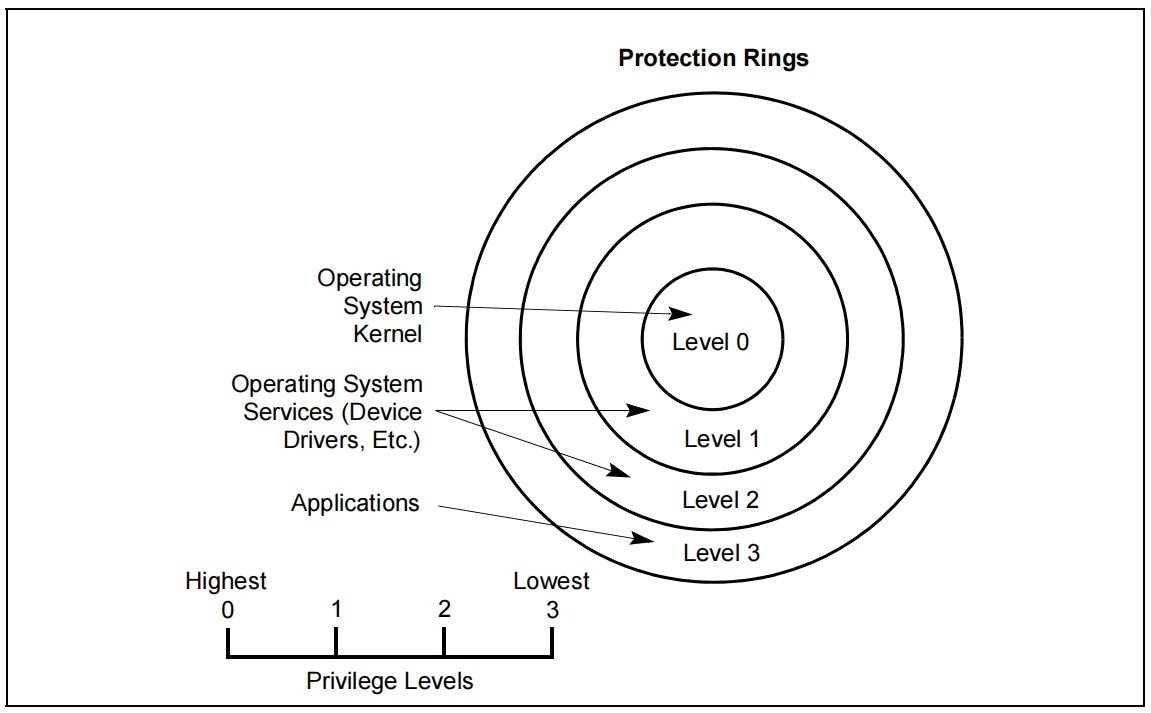 Protection Rings
Operating
System
Kernel
Level 0
Operating System
Services (Device
Drivers, Etc.)
Level 1
Level 2
Applications
Level 3
Highest
Lowest
0
1
2
3
Privilege Levels